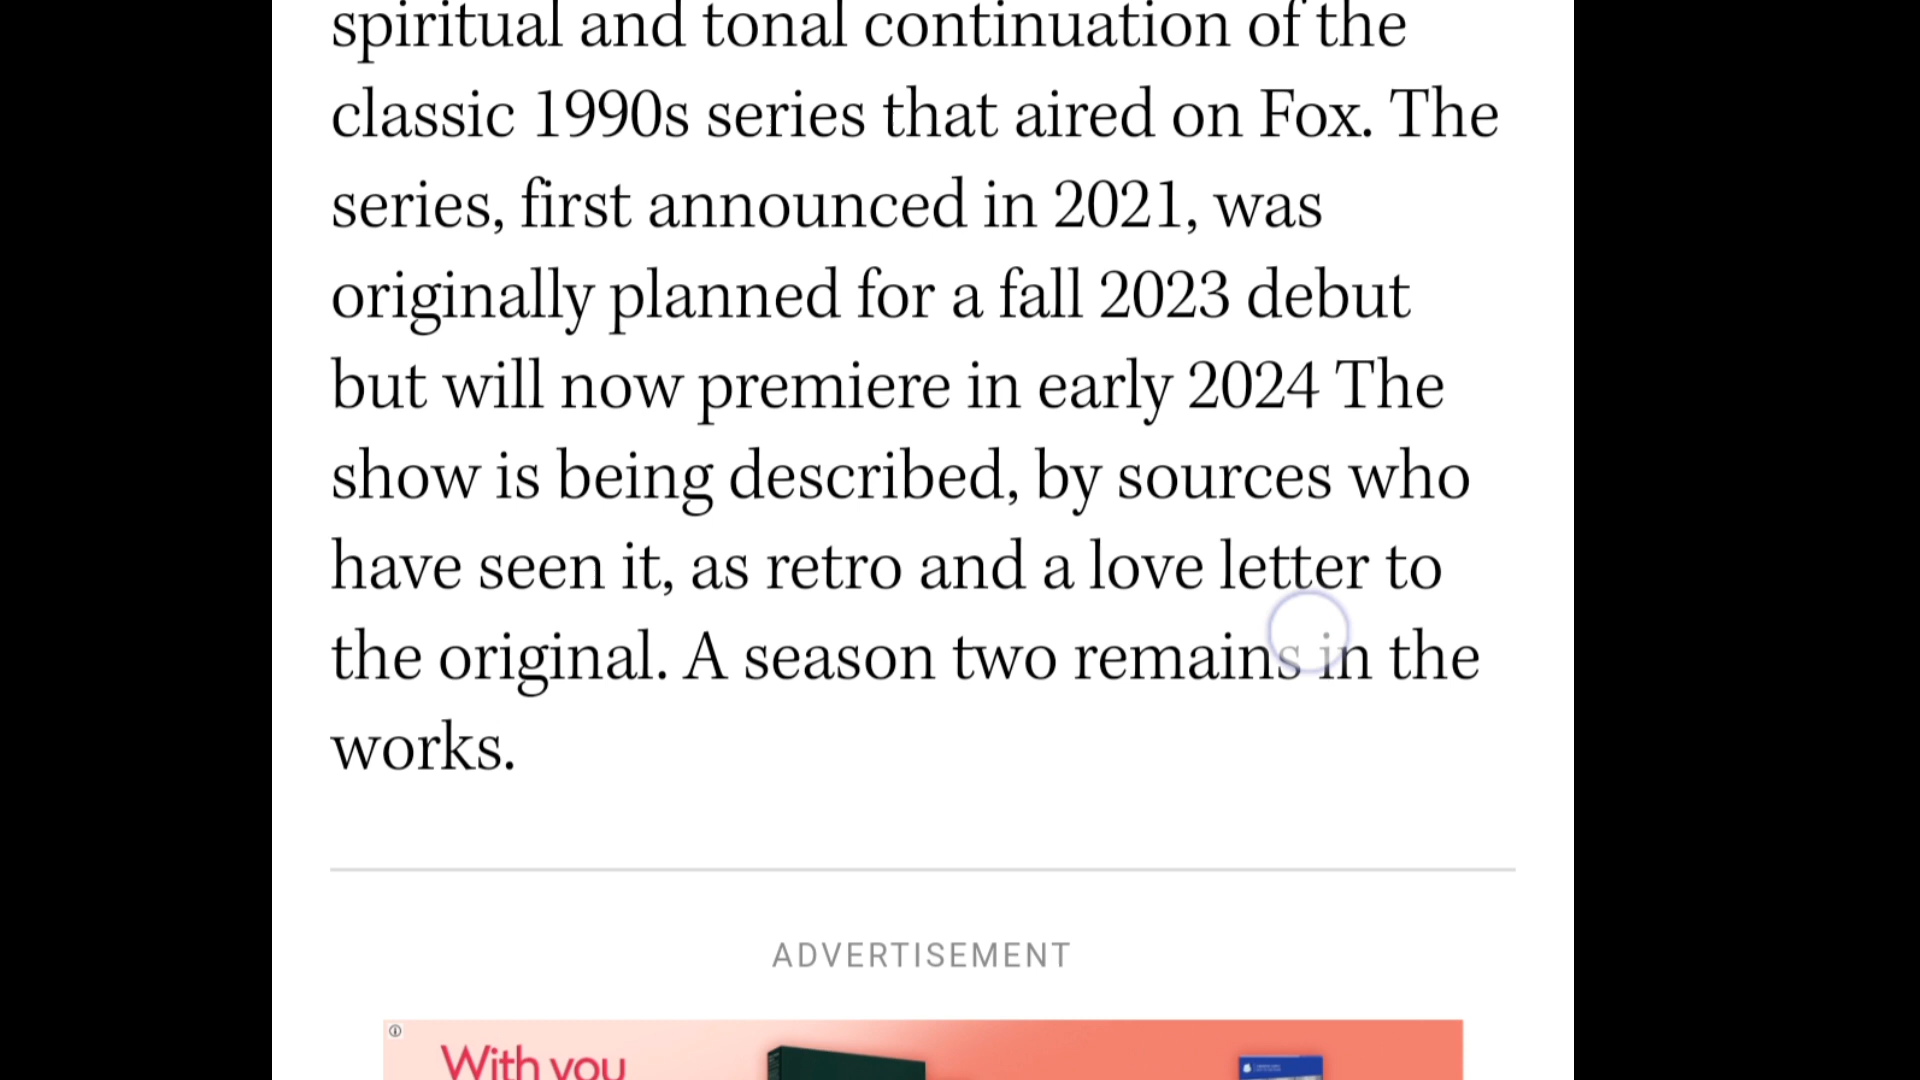 spiritual and tonal continuation of the
classic 1990s series that aired on Fox. The
series, first announced in 2021, was
originally planned for a fall 2023 debut
but will now premiere in early 2024 The
show is being described, by sources who
have seen it, as retro and a love letter to
the original. A season two remains in the
works.
ADVERTISEMENT
With you